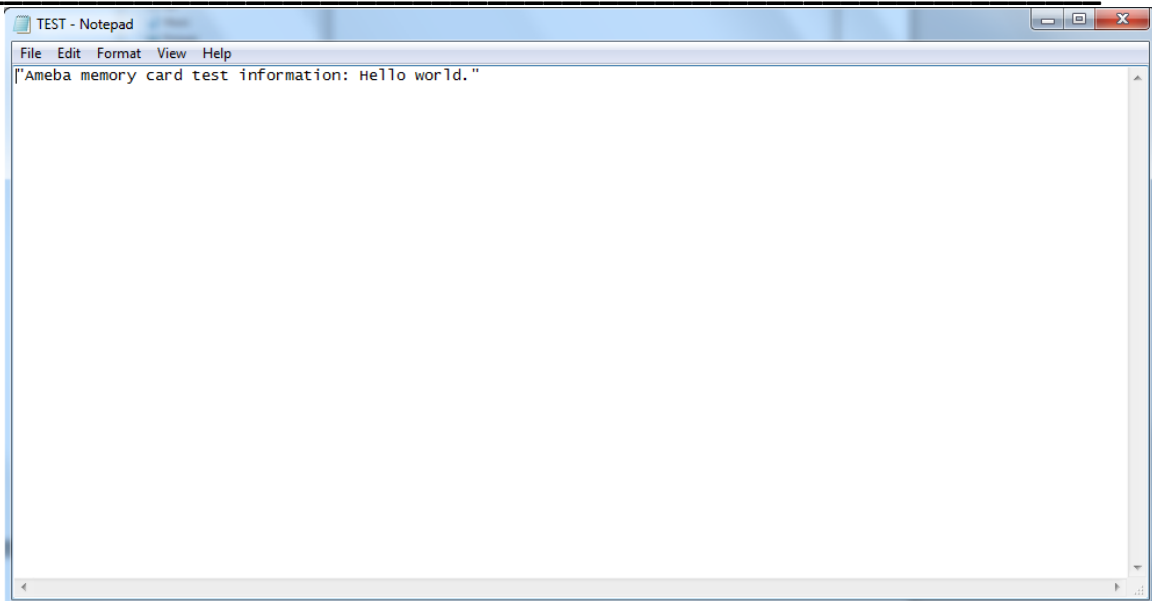 TEST - Notepad
File Edit Format View Help
"Ameba memory card test information: Hello world."